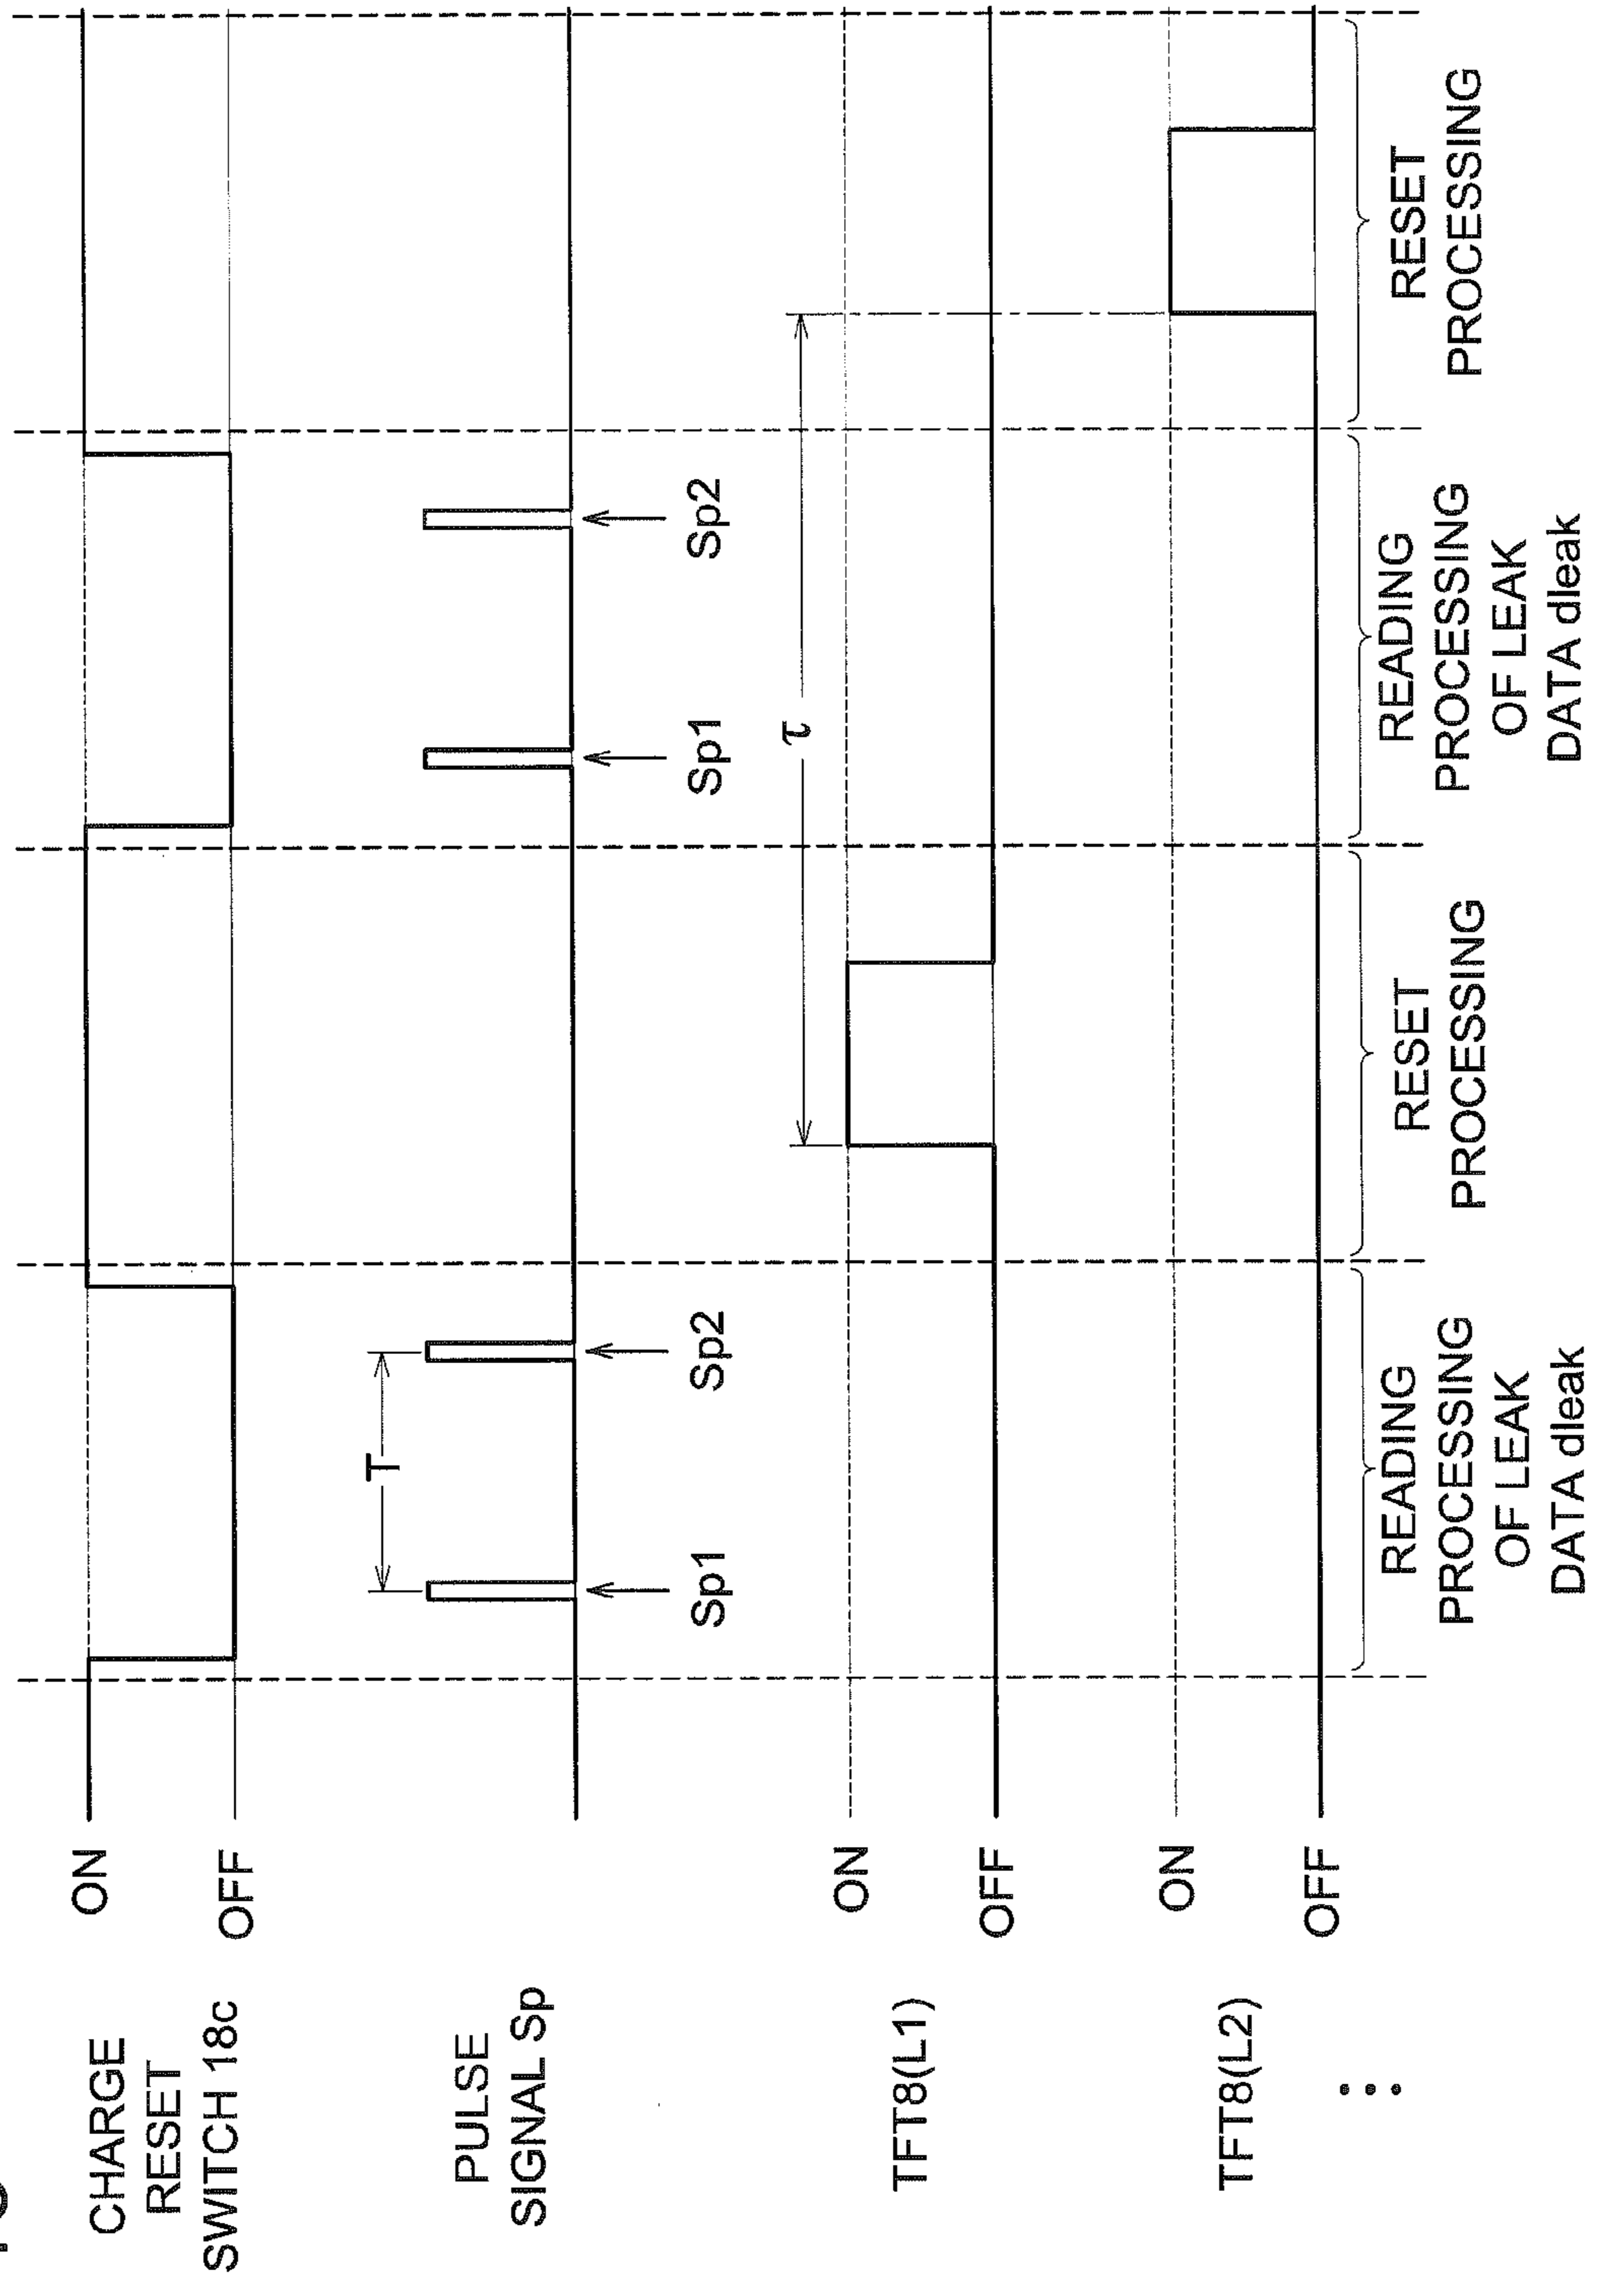 CHARGE
RESET
SWITCH 18c
ON
OFF
PULSE
SIGNAL Sp
T
Sp1
Sp2
Sp1
Sp2
τ
TFT8(L1)
ON
OFF
TFT8(L2)
ON
OFF
READING
PROCESSING
OF LEAK
DATA dleak
RESET
PROCESSING
READING
PROCESSING
OF LEAK
DATA dleak
RESET
PROCESSING